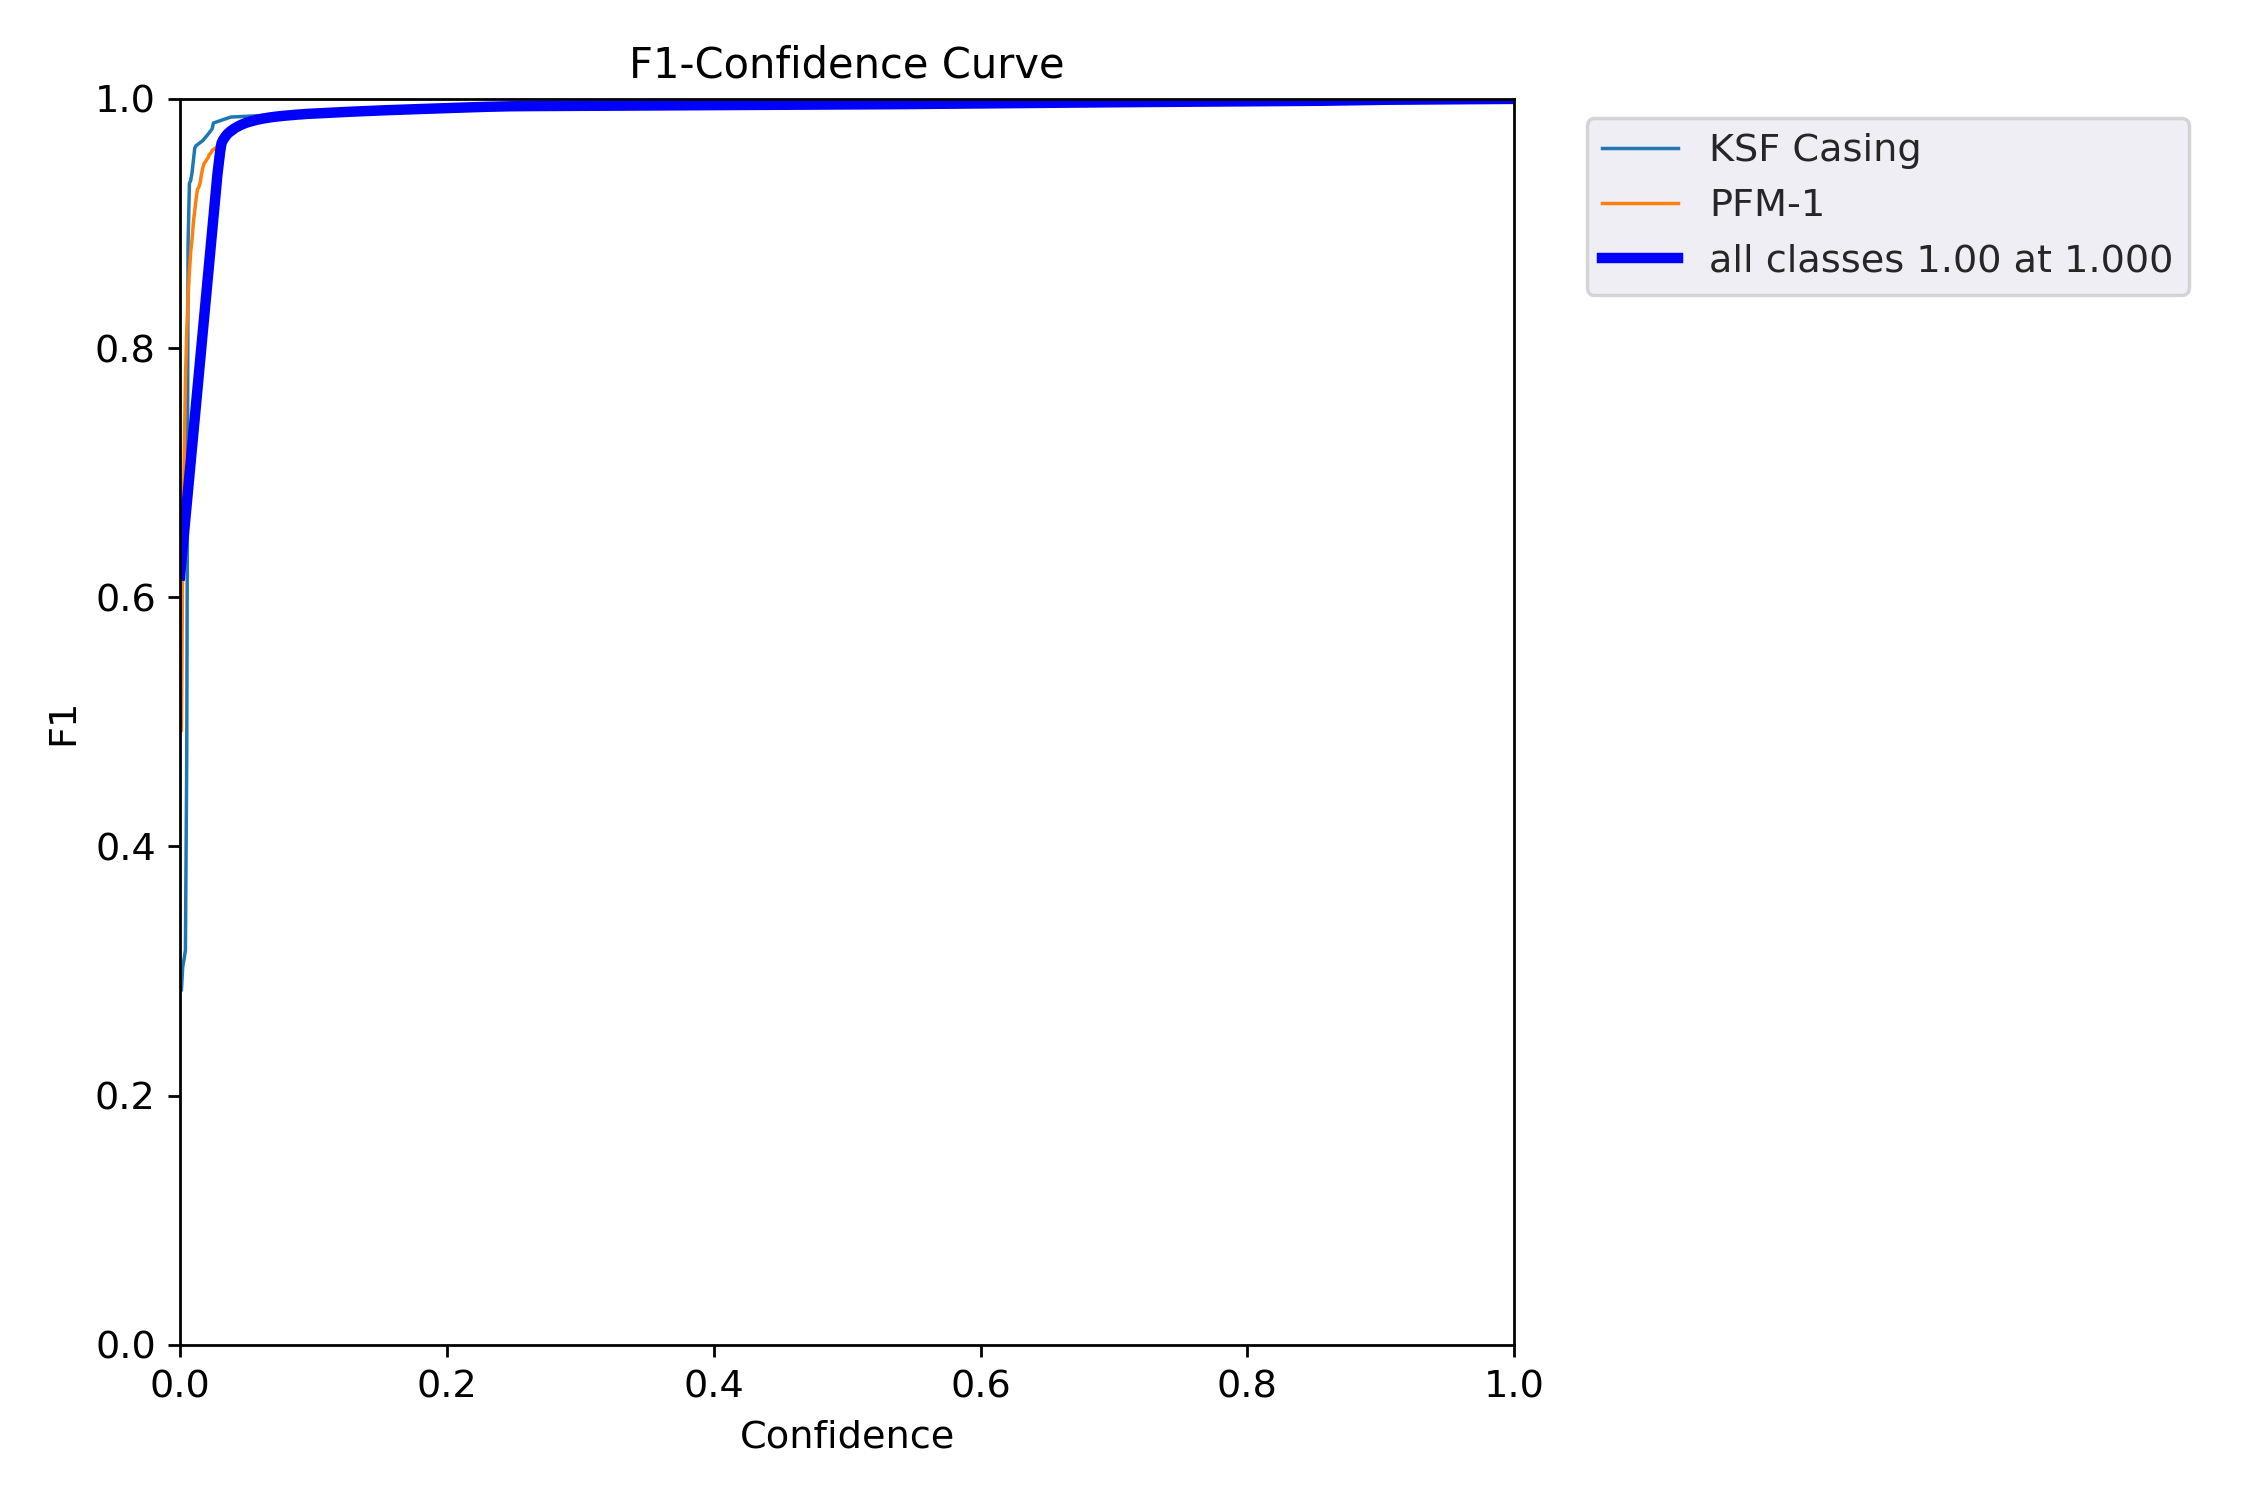 F1-Confidence Curve
1.0
0.8
0.6
0.4
0.2
0.0
F1
0.0 0.2 0.4 0.6 0.8 1.0
Confidence
KSF Casing
PFM-1
all classes 1.00 at 1.000